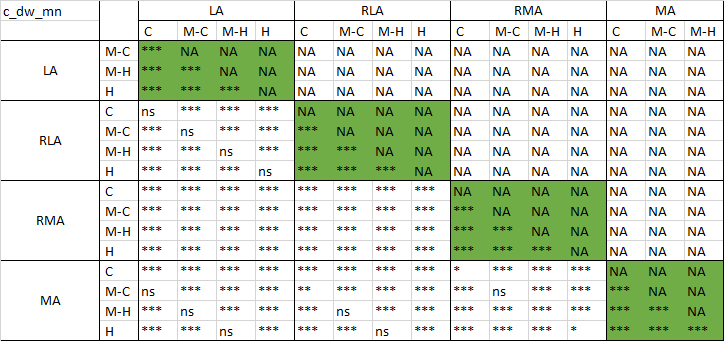 c_dw_mn LA RLA RMA MA
C M-C M-H H C M-C M-H H C M-C M-H H C M-C M-H
LA
M-C *** NA NA NA NA NA NA NA NA NA NA NA NA NA NA
M-H *** *** NA NA NA NA NA NA NA NA NA NA NA NA NA
H *** *** *** NA NA NA NA NA NA NA NA NA NA NA NA
RLA
C ns *** *** *** NA NA NA NA NA NA NA NA NA NA NA
M-C *** ns *** *** *** NA NA NA NA NA NA NA NA NA NA
M-H *** *** ns *** *** *** NA NA NA NA NA NA NA NA NA
H *** *** *** ns *** *** *** NA NA NA NA NA NA NA NA
RMA
C *** *** *** *** *** *** *** *** NA NA NA NA NA NA NA
M-C *** *** *** *** *** *** *** *** *** NA NA NA NA NA NA
M-H *** *** *** *** *** *** *** *** *** *** NA NA NA NA NA
H *** *** *** *** *** *** *** *** *** *** *** NA NA NA NA
MA
C *** *** *** *** *** *** *** *** * *** *** *** NA NA NA
M-C ns *** *** *** ** *** *** *** *** ns *** *** *** NA NA
M-H *** ns *** *** *** ns *** *** *** *** *** *** *** *** NA
H *** *** ns *** *** *** ns *** *** *** *** * *** *** ***